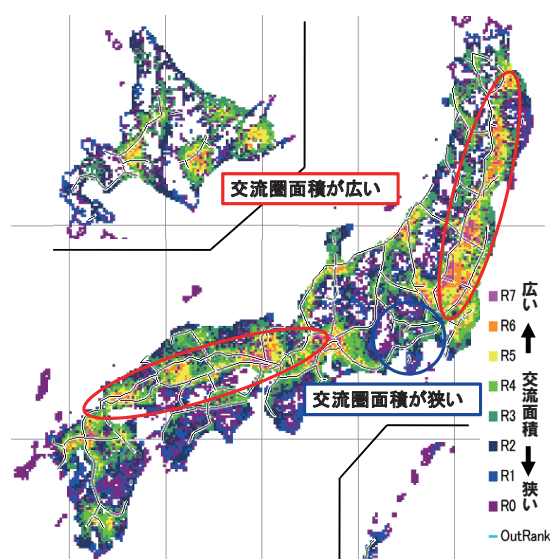 交流圏面積が広い
交流圏面積が狭い
広い
交流面積
狭い
R7
R6
R5
R4
R3
R2
R1
R0
OutRank